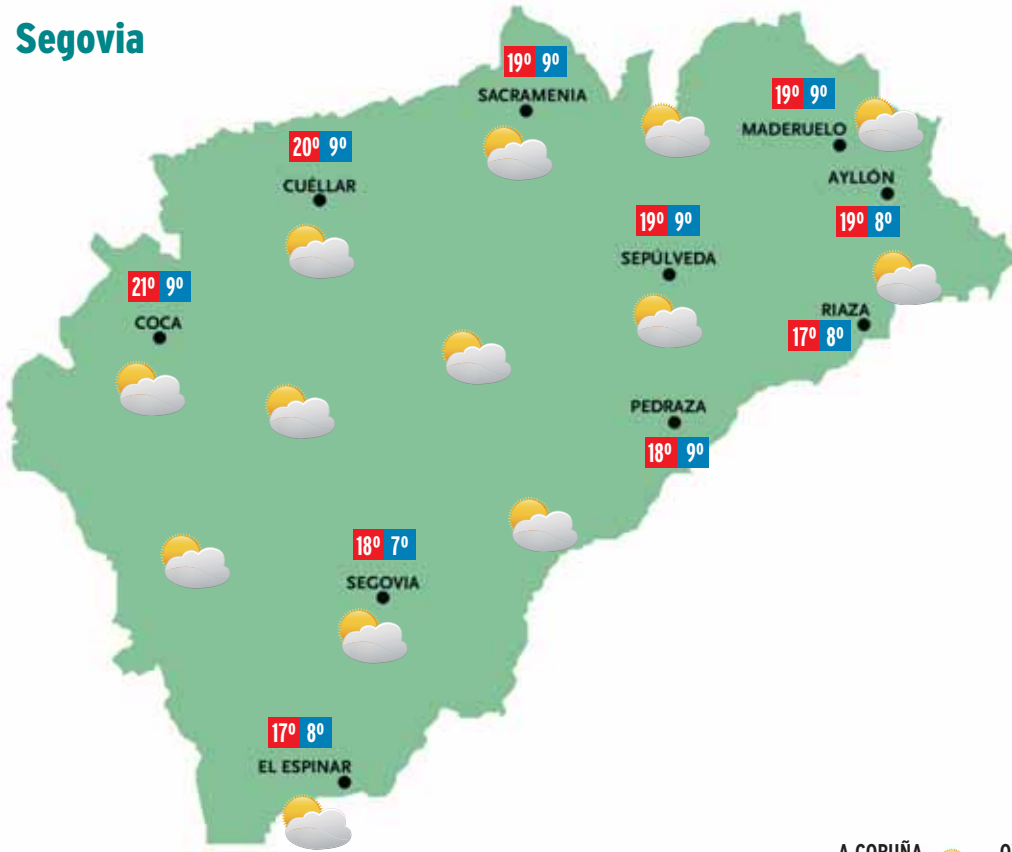 Segovia
19º 9º
SACRAMENIA
19º 9º
MADERUELO
20º 9º
CUÉLLAR
AYLLÓN
19º 8º
19º 9º
SEPÚLVEDA
21º 9º
COCA
RIAZA
17º 8º
PEDRAZA
18º 9º
18º 7º
SEGOVIA
17º 8º
EL ESPINAR
A CORUÑA